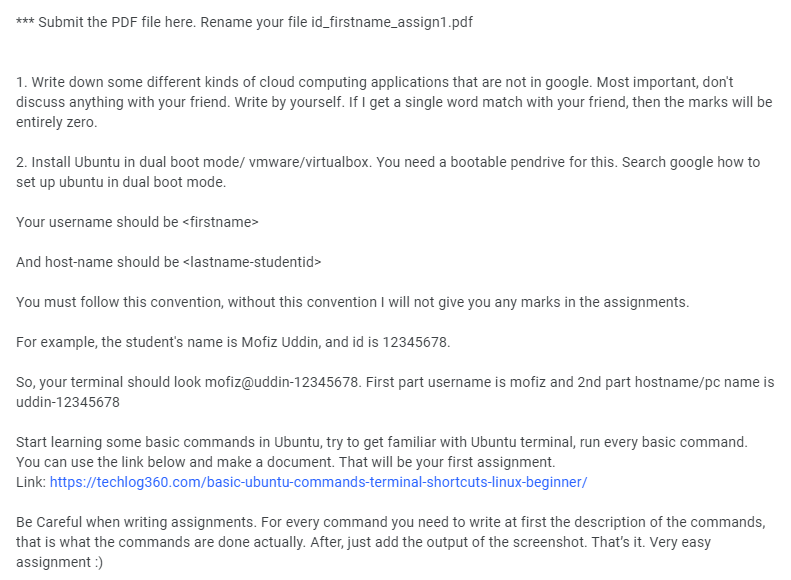 *** Submit the PDF file here. Rename your file id_firstname_assign1.pdf
1. Write down some different kinds of cloud computing applications that are not in google. Most important, don't
discuss anything with your friend. Write by yourself. If I get a single word match with your friend, then the marks will be
entirely zero.
2. Install Ubuntu in dual boot mode/ vmware/virtualbox. You need a bootable pendrive for this. Search google how to
set up ubuntu in dual boot mode.
Your username should be <firstname>
And host-name should be <lastname-studentid>
You must follow this convention, without this convention I will not give you any marks in the assignments.
For example, the student's name is Mofiz Uddin, and id is 12345678.
So, your terminal should look mofiz@uddin-12345678. First part username is mofiz and 2nd part hostname/pc name is
uddin-12345678
Start learning some basic commands in Ubuntu, try to get familiar with Ubuntu terminal, run every basic command.
You can use the link below and make a document. That will be your first assignment.
Link: https://techlog360.com/basic-ubuntu-commands-terminal-shortcuts-linux-beginner/
Be Careful when writing assignments. For every command you need to write at first the description of the commands,
that is what the commands are done actually. After, just add the output of the screenshot. That’s it. Very easy
assignment :)